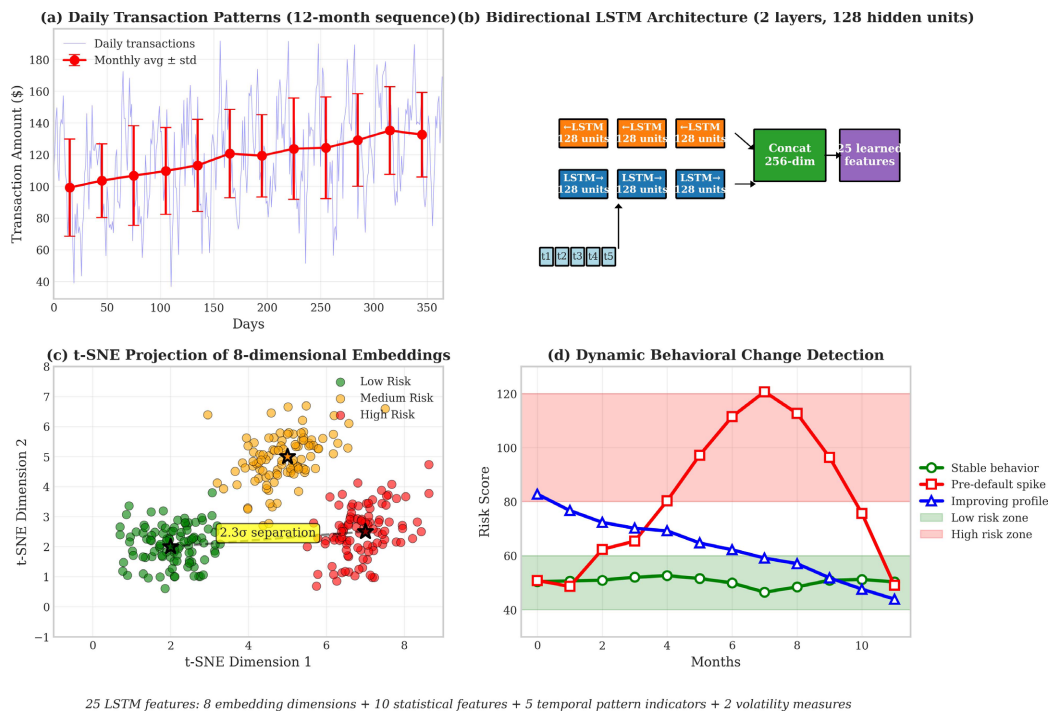 (a) Daily Transaction Patterns (12-month sequence)
Daily transactions
Monthly avg ± std
Transaction Amount ($)
180
160
140
120
100
80
60
40
0 50 100 150 200 250 300 350
Days
(b) Bidirectional LSTM Architecture (2 layers, 128 hidden units)
←LSTM
128 units
←LSTM
128 units
←LSTM
128 units
LSTM→
128 units
LSTM→
128 units
LSTM→
128 units
Concat
256-dim
25 learned
features
t1 t2 t3 t4 t5
(c) t-SNE Projection of 8-dimensional Embeddings
Low Risk
Medium Risk
High Risk
2.3σ separation
t-SNE Dimension 2
8
7
6
5
4
3
2
1
0
−1
0 2 4 6 8
t-SNE Dimension 1
(d) Dynamic Behavioral Change Detection
Risk Score
120
100
80
60
40
0 2 4 6 8 10
Months
Stable behavior
Pre-default spike
Improving profile
Low risk zone
High risk zone
25 LSTM features: 8 embedding dimensions + 10 statistical features + 5 temporal pattern indicators + 2 volatility measures